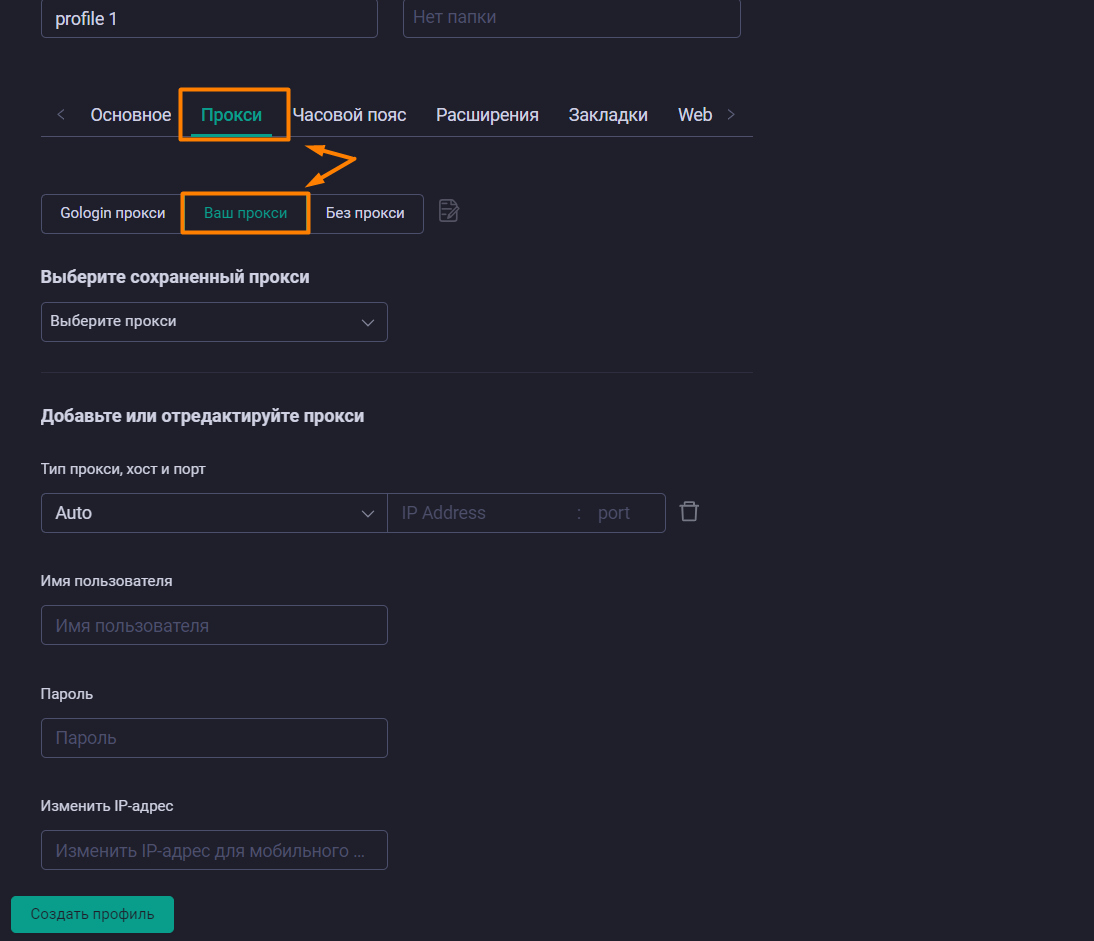 profile 1 Нет папки
Основное Прокси Часовой пояс Расширения Закладки Web
Gologin прокси Ваш прокси Без прокси
Выберите сохраненный прокси
Выберите прокси
Добавьте или отредактируйте прокси
Тип прокси, хост и порт
Auto IP Address : port
Имя пользователя
Имя пользователя
Пароль
Пароль
Изменить IP-адрес
Изменить IP-адрес для мобильного ...
Создать профиль